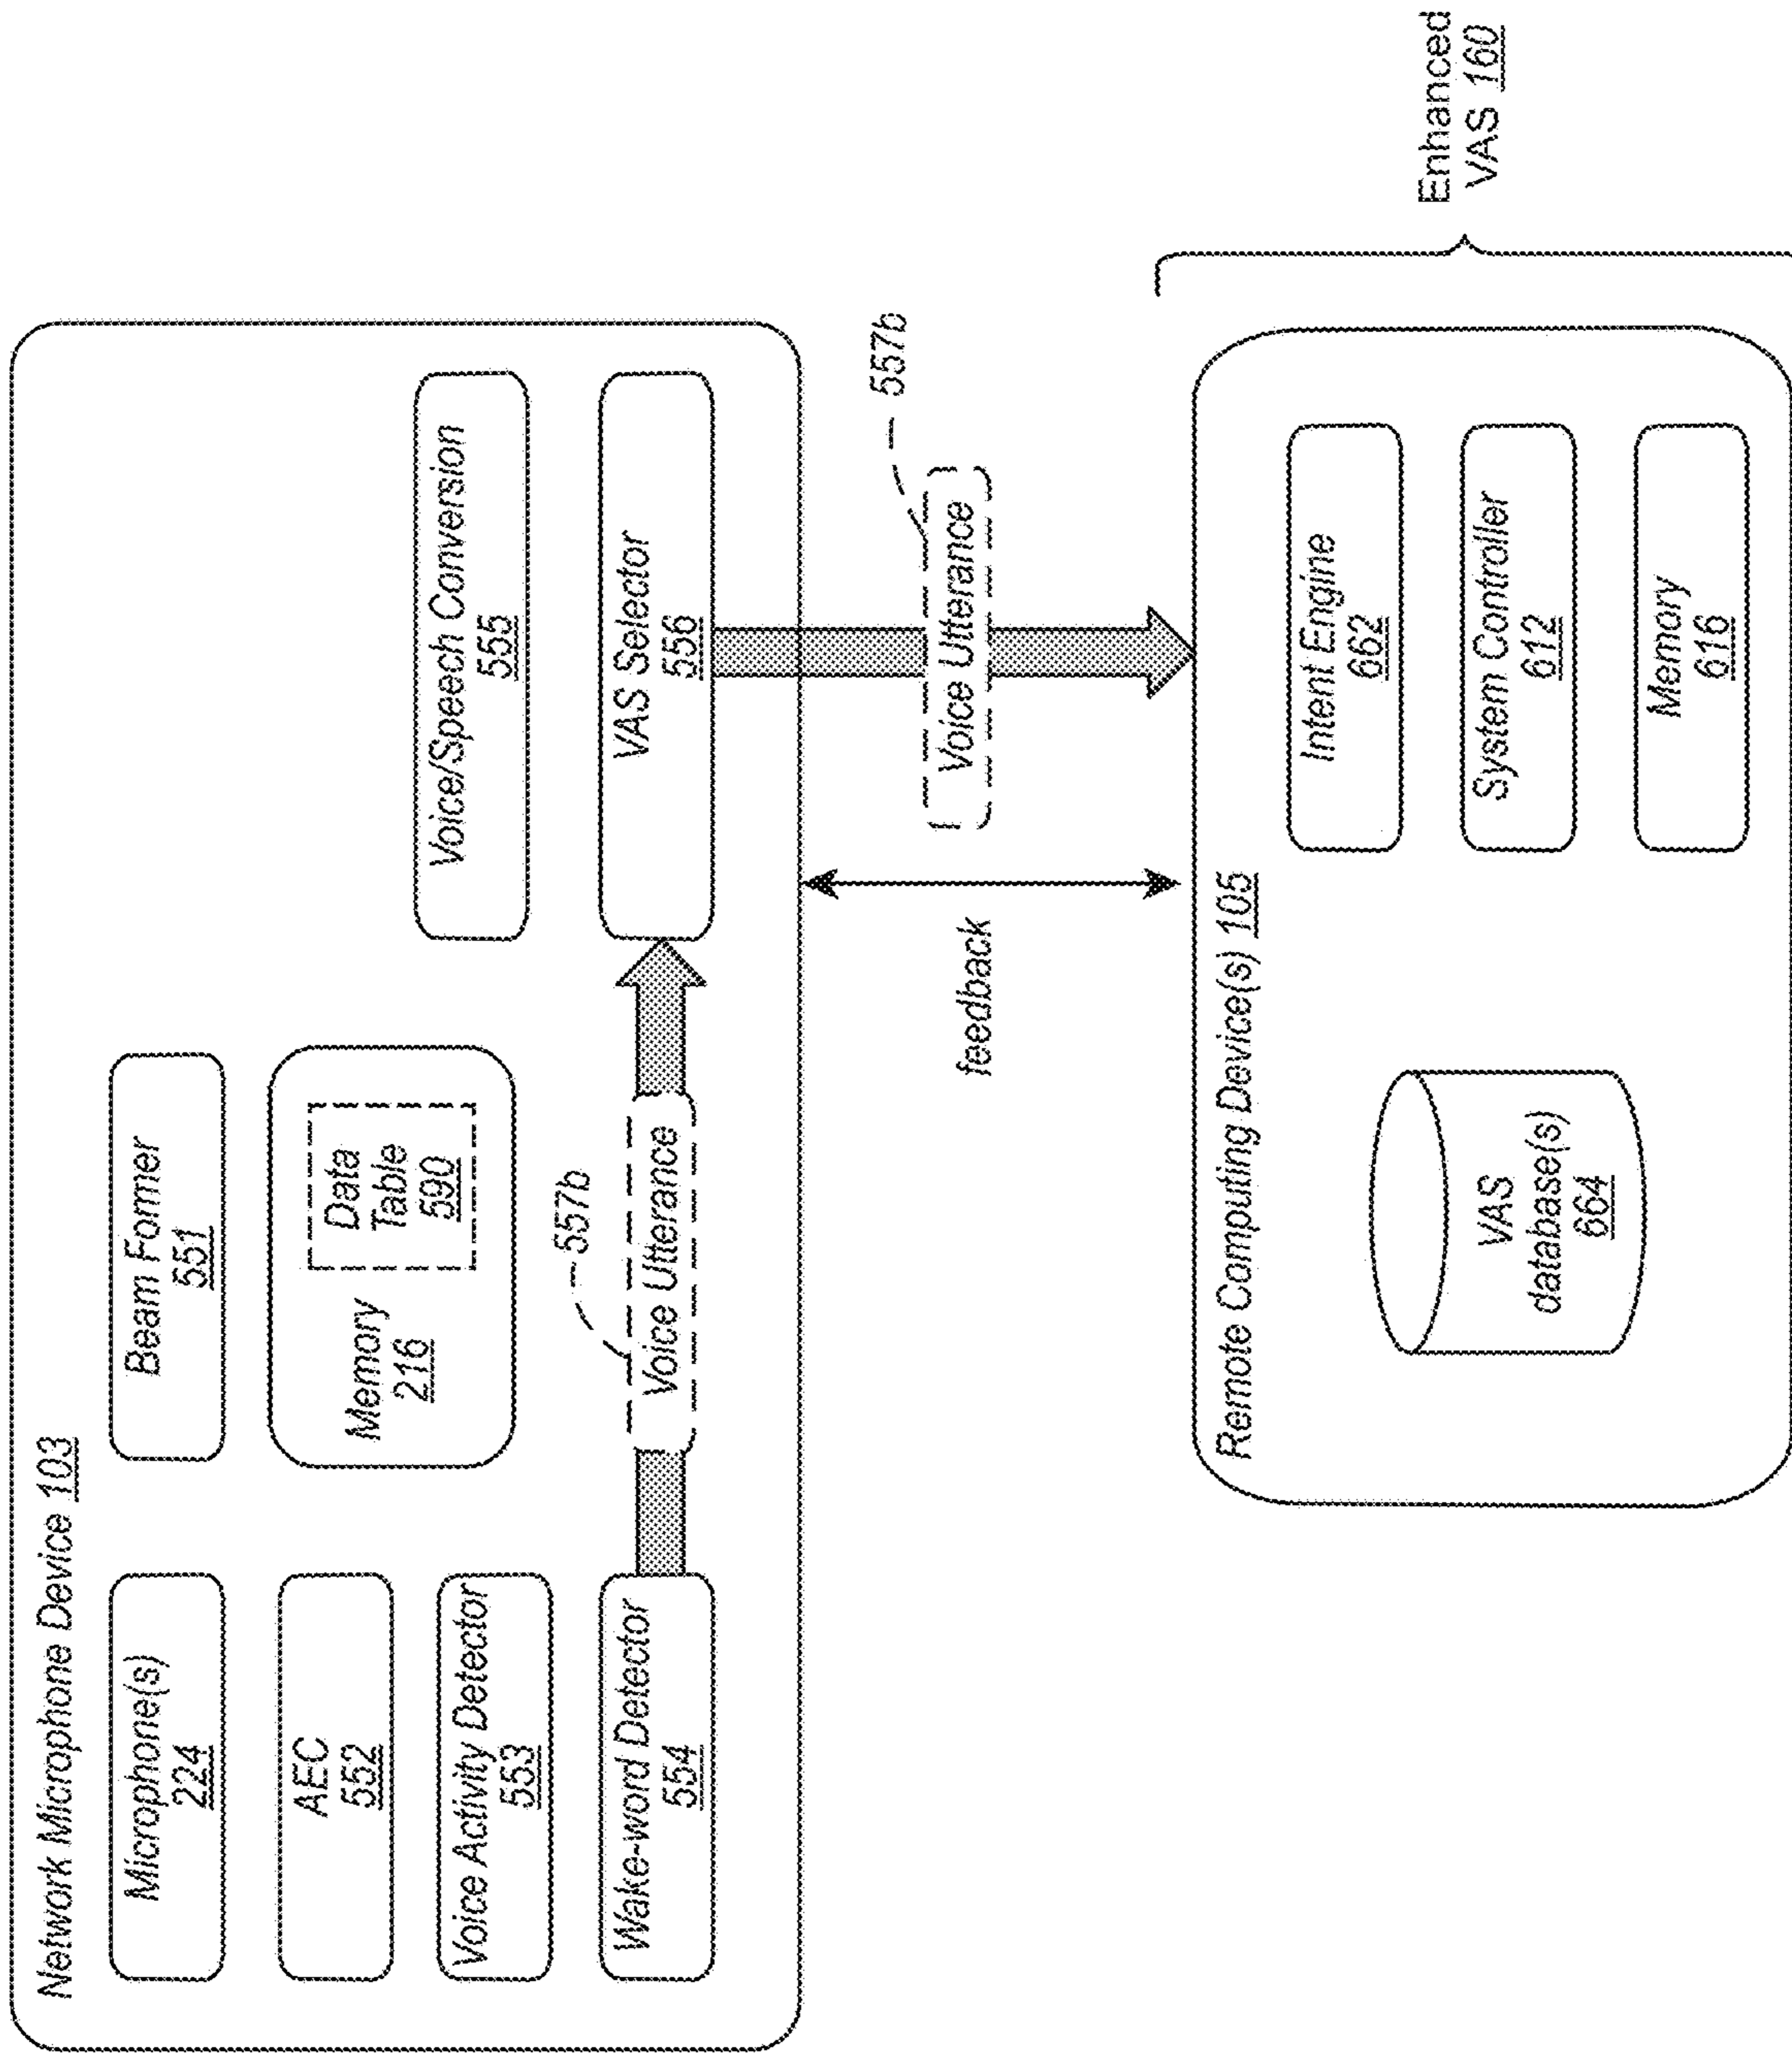 Network Microphone Device 103
Microphone(s)
224
Beam Former
551
AEC
552
Memory
216
Data
Table
590
Voice/Speech Conversion
555
Voice Activity Detector
553
557b
Wake-word Detector
554
Voice Utterance
VAS Selector
556
557b
feedback
Voice Utterance
Remote Computing Device(s) 105
Intent Engine
662
VAS
database(s)
664
System Controller
612
Memory
616
Enhanced
VAS 160